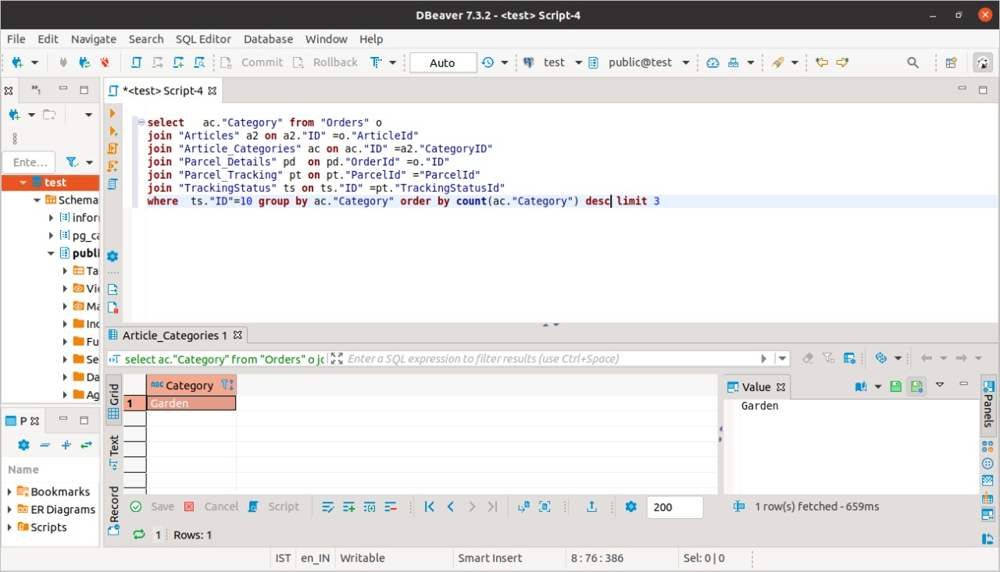 DBeaver 7.3.2 - <test> Script-4
File Edit Navigate Search SQL Editor Database Window Help
Commit Rollback Auto test public@test
»1
*<test> Script-4
select   ac."Category" from "Orders" o
join "Articles" a2 on a2."ID" =o."ArticleId"
join "Article_Categories" ac on ac."ID" =a2."CategoryID"
join "Parcel_Details" pd  on pd."OrderId" =o."ID"
join "Parcel_Tracking" pt on pt."ParcelId" ="ParcelId"
join "TrackingStatus" ts on ts."ID" =pt."TrackingStatusId"
where  ts."ID"=10 group by ac."Category" order by count(ac."Category") desc limit 3
Ente...
test
Schema
infor
pg_ca
publi
Ta
Vie
Ma
Ind
Fu
Se
Da
Ag
P
Name
Bookmarks
ER Diagrams
Scripts
Article_Categories 1
select ac."Category" from "Orders" o jc
Enter a SQL expression to filter results (use Ctrl+Space)
Grid
Text
Record
ABC Category
1 Garden
Value
Garden
Panels
Save Cancel Script 200 1 row(s) fetched - 659ms
1 Rows: 1
IST en_IN Writable Smart Insert 8 : 76 : 386 Sel: 0 | 0